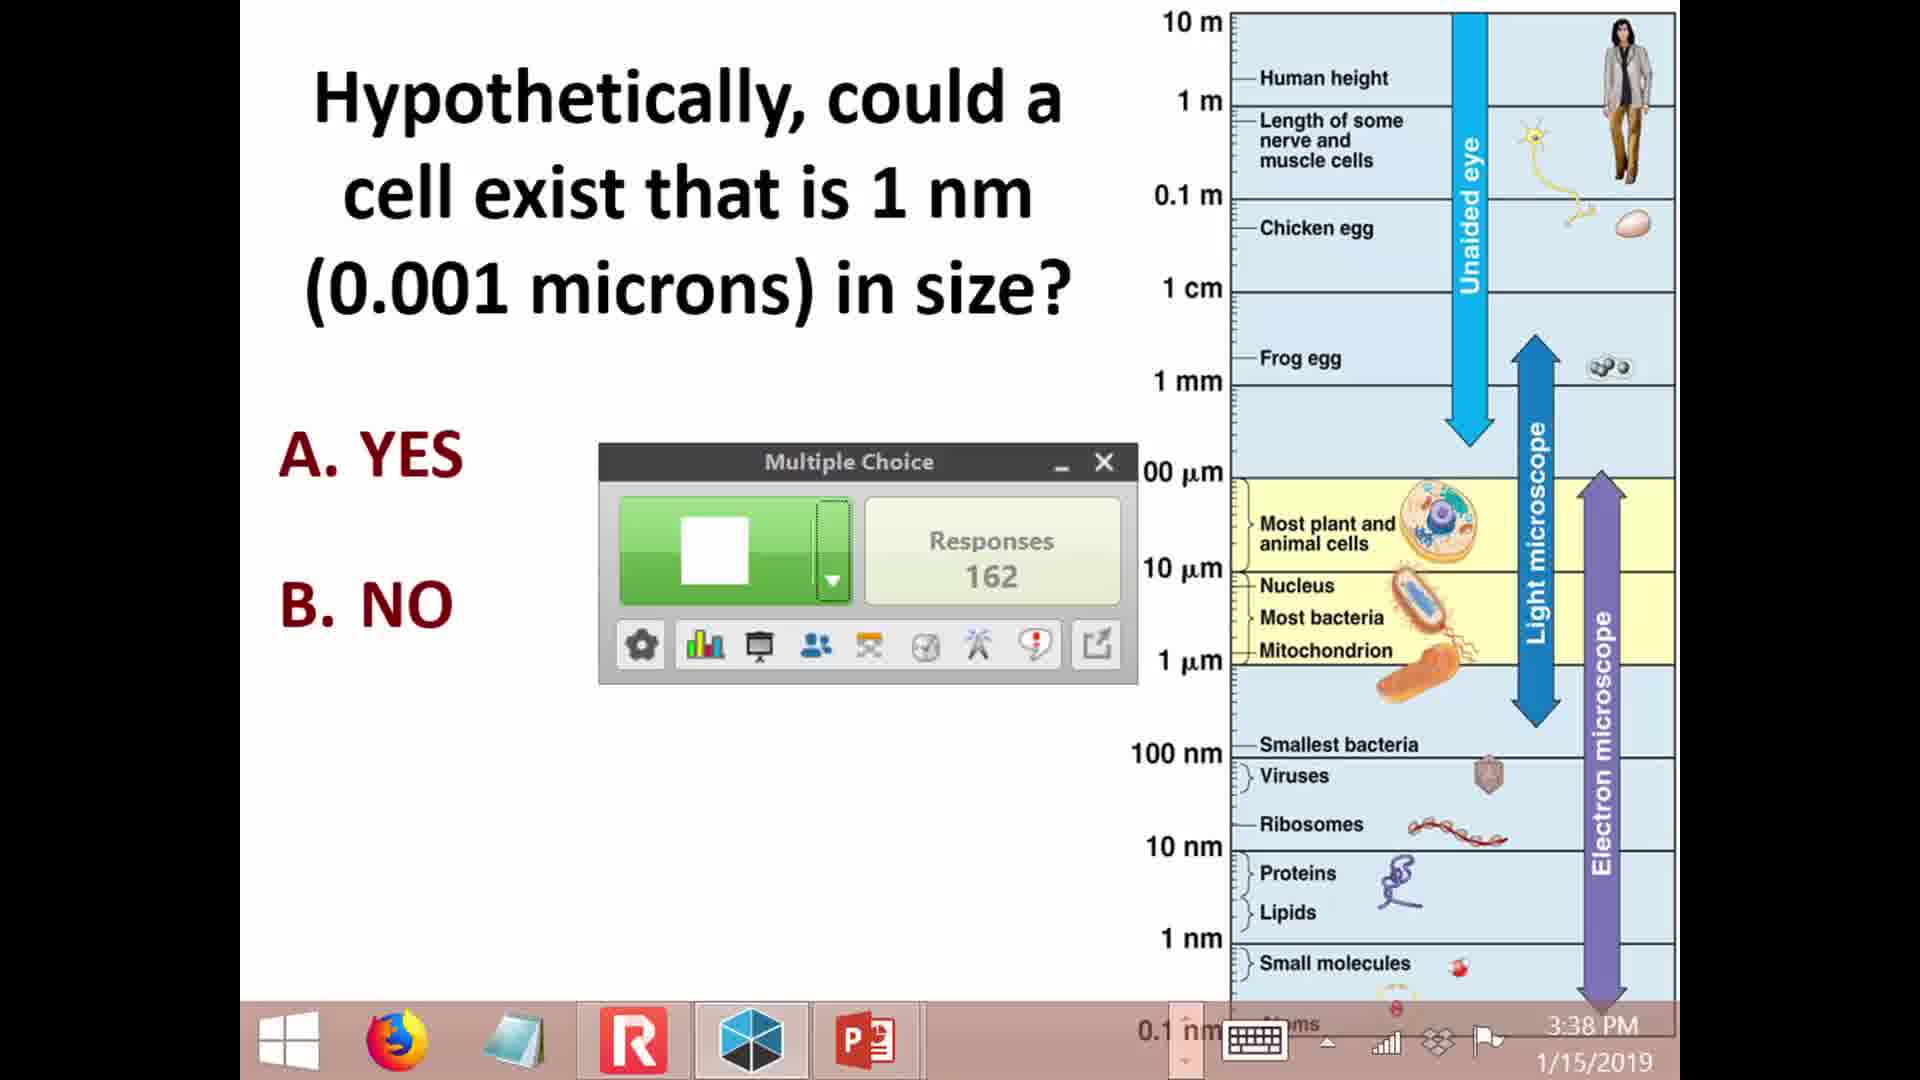 Hypothetically, could a
cell exist that is 1 nm
(0.001 microns) in size?
A. YES
B. NO
Multiple Choice
Responses
162
10 m
Human height
1 m
Length of some
nerve and
muscle cells
0.1 m
Chicken egg
1 cm
Frog egg
1 mm
00 µm
Most plant and
animal cells
10 µm
Nucleus
Most bacteria
Mitochondrion
1 µm
Smallest bacteria
100 nm
Viruses
Ribosomes
10 nm
Proteins
Lipids
1 nm
Small molecules
0.1 nm
Unaided eye
Light microscope
Electron microscope
R
P
3:38 PM
1/15/2019